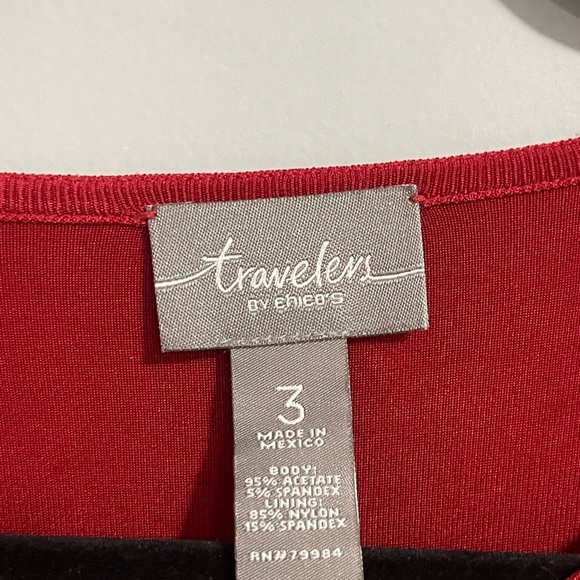 travelers
BY CHICO'S
3
MADE IN
MEXICO
BODY:
95% ACETATE
5% SPANDEX
LINING:
85% NYLON
15% SPANDEX
RN# 79984